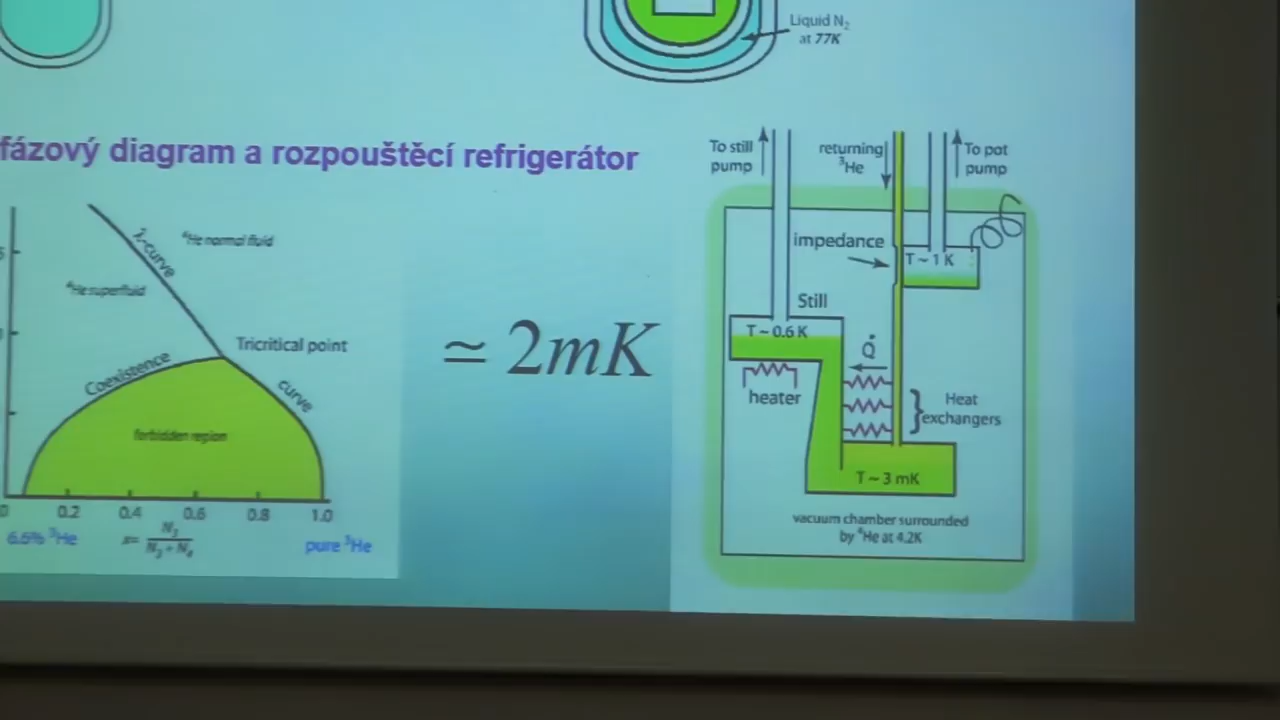 Liquid N₂
at 77K
fázový diagram a rozpouštěcí refrigerátor
λ-curve
⁴He normal fluid
⁴He superfluid
Tricritical point
Coexistence
curve
forbidden region
0.2 0.4 0.6 0.8 1.0
6.6% ³He
x= N₃
N₃ + N₄
pure ³He
≃ 2mK
To still
pump
returning
³He
To pot
pump
impedance
T ~ 1 K
Still
T ~ 0.6 K
Q̇
heater
Heat
exchangers
T ~ 3 mK
vacuum chamber surrounded
by ⁴He at 4.2K